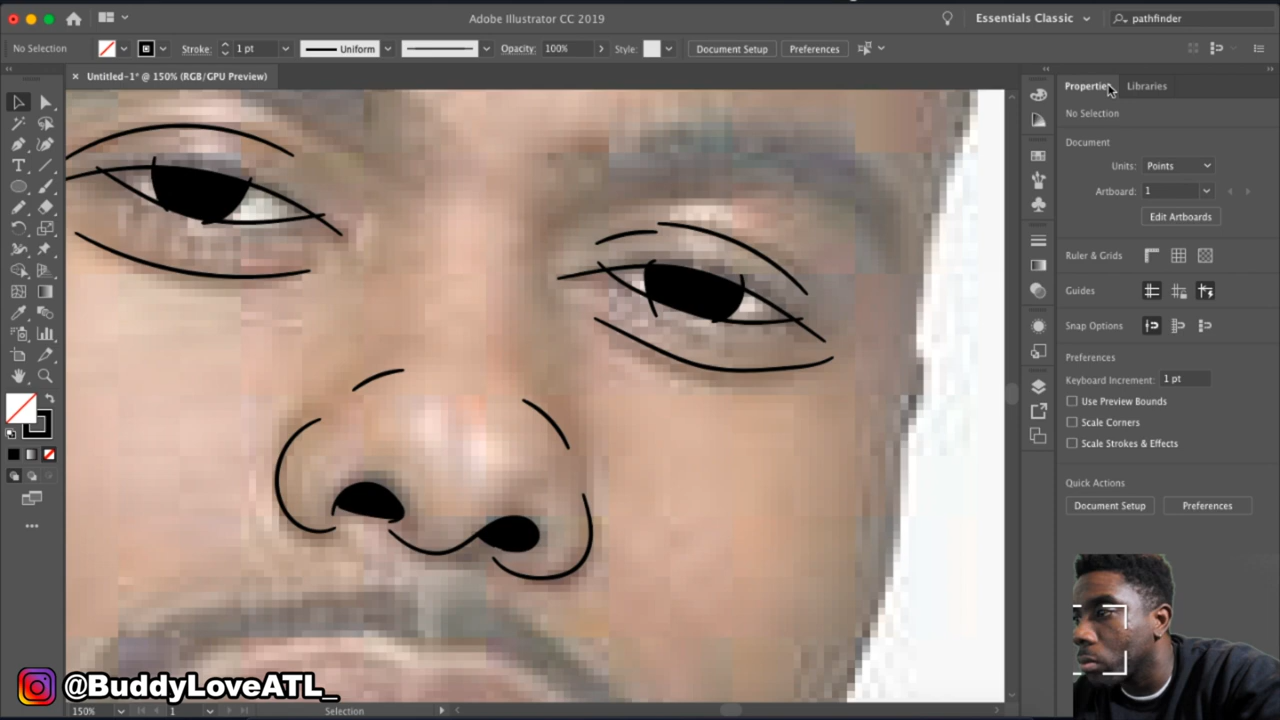 Adobe Illustrator CC 2019
Essentials Classic
pathfinder
No Selection
Stroke:
1 pt
Uniform
Opacity:
100%
Style:
Document Setup
Preferences
× Untitled-1* @ 150% (RGB/GPU Preview)
Properties
Libraries
No Selection
Document
Units:
Points
Artboard:
1
Edit Artboards
Ruler & Grids
Guides
Snap Options
Preferences
Keyboard Increment:
1 pt
Use Preview Bounds
Scale Corners
Scale Strokes & Effects
Quick Actions
Document Setup
Preferences
@BuddyLoveATL_
150%
1
Selection